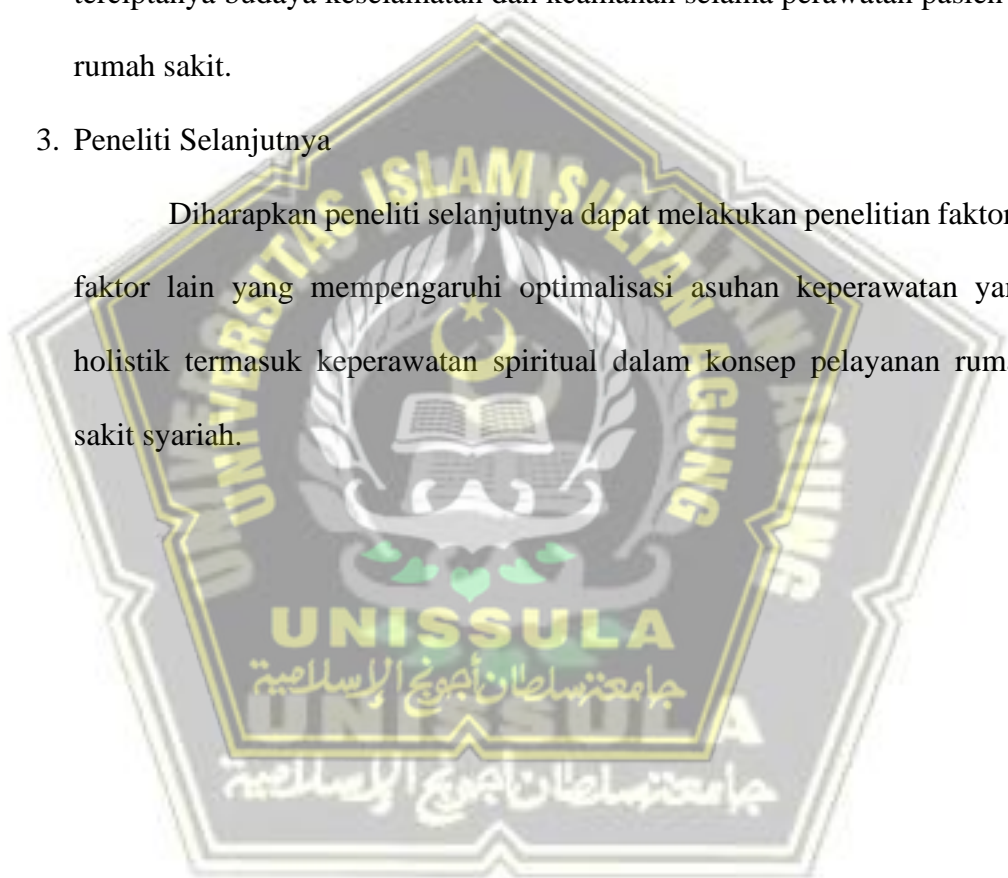 terciptanya budaya keselamatan dan keamanan selama perawatan pasien
rumah sakit.
3. Peneliti Selanjutnya
Diharapkan peneliti selanjutnya dapat melakukan penelitian faktor
faktor lain yang mempengaruhi optimalisasi asuhan keperawatan yan
holistik termasuk keperawatan spiritual dalam konsep pelayanan ruma
sakit syariah.
UNIVERSITAS ISLAM SULTAN AGUNG
UNISSULA
جامعة سلطان أجونج الإسلامية
UNISSULA
جامعة سلطان أجونج الإسلامية